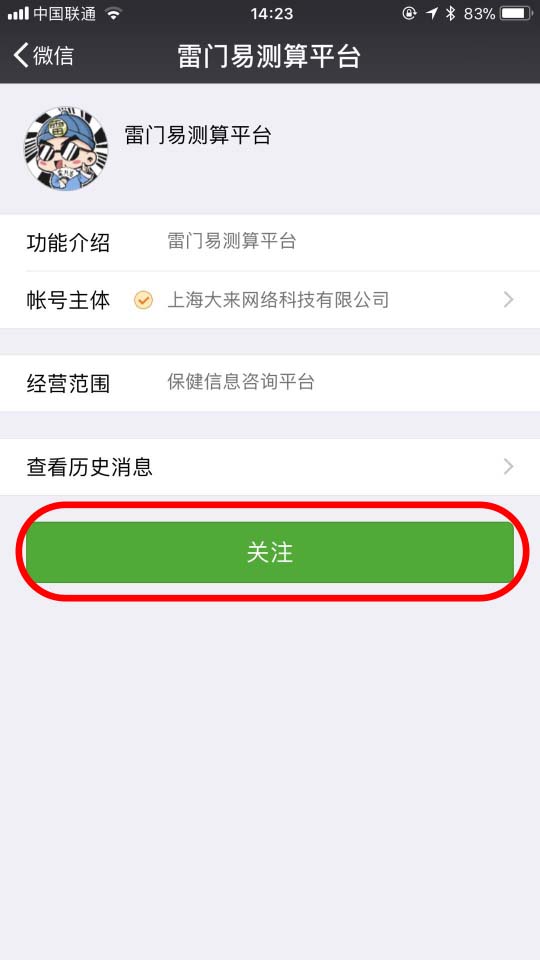 中国联通 14:23 83%
微信 雷门易测算平台
雷
雷门易测算平台
功能介绍 雷门易测算平台
帐号主体 上海大来网络科技有限公司
经营范围 保健信息咨询平台
查看历史消息
关注